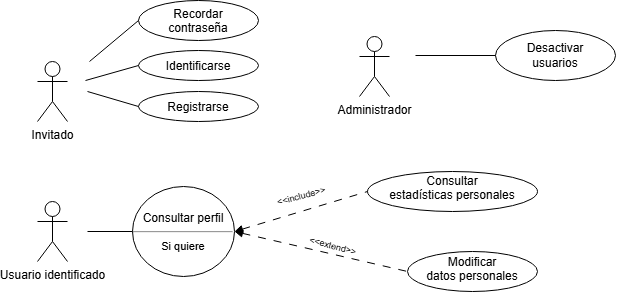 Recordar
contraseña
Identificarse
Registrarse
Invitado
Desactivar
usuarios
Administrador
Consultar
estadísticas personales
<<include>>
Consultar perfil
Si quiere
<<extend>>
Modificar
datos personales
Usuario identificado